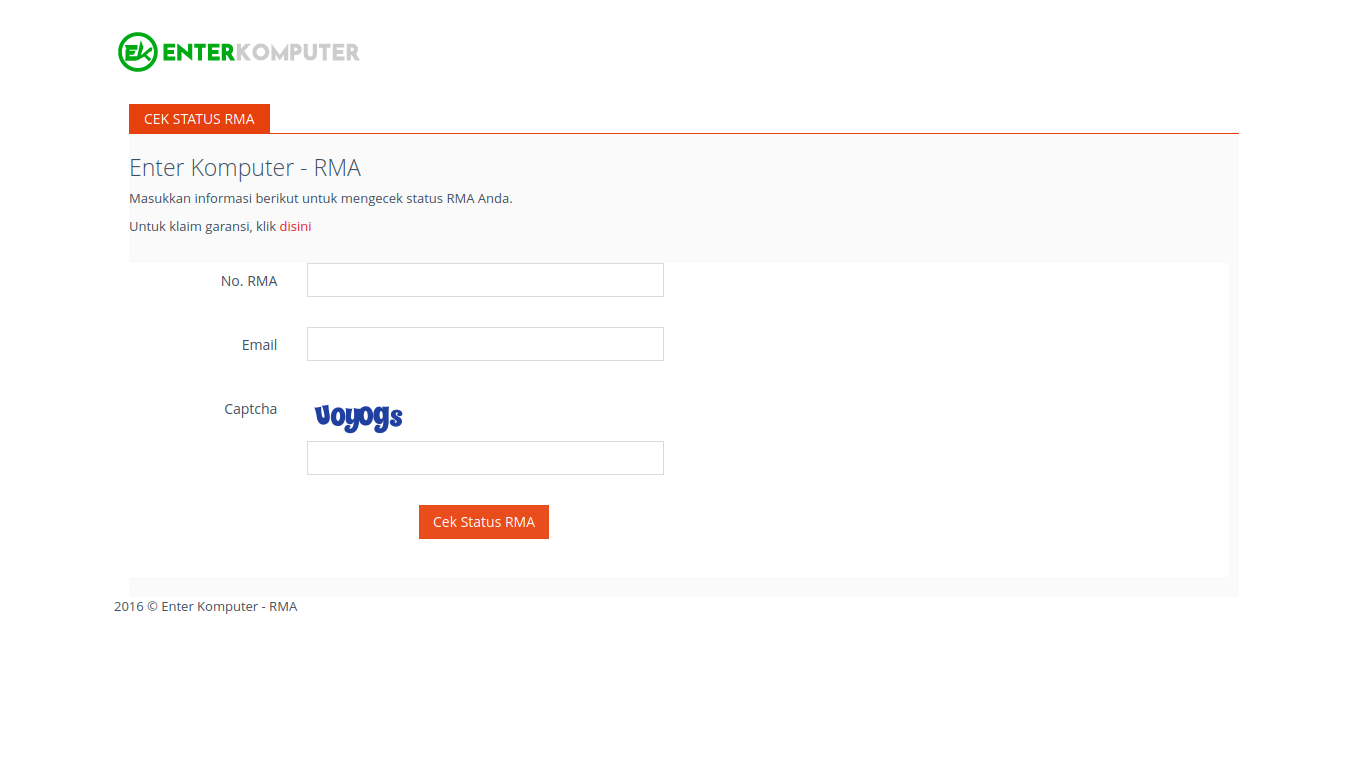 EK ENTERKOMPUTER
CEK STATUS RMA
Enter Komputer - RMA
Masukkan informasi berikut untuk mengecek status RMA Anda.
Untuk klaim garansi, klik disini
No. RMA
Email
Captcha
voyogs
Cek Status RMA
2016 © Enter Komputer - RMA